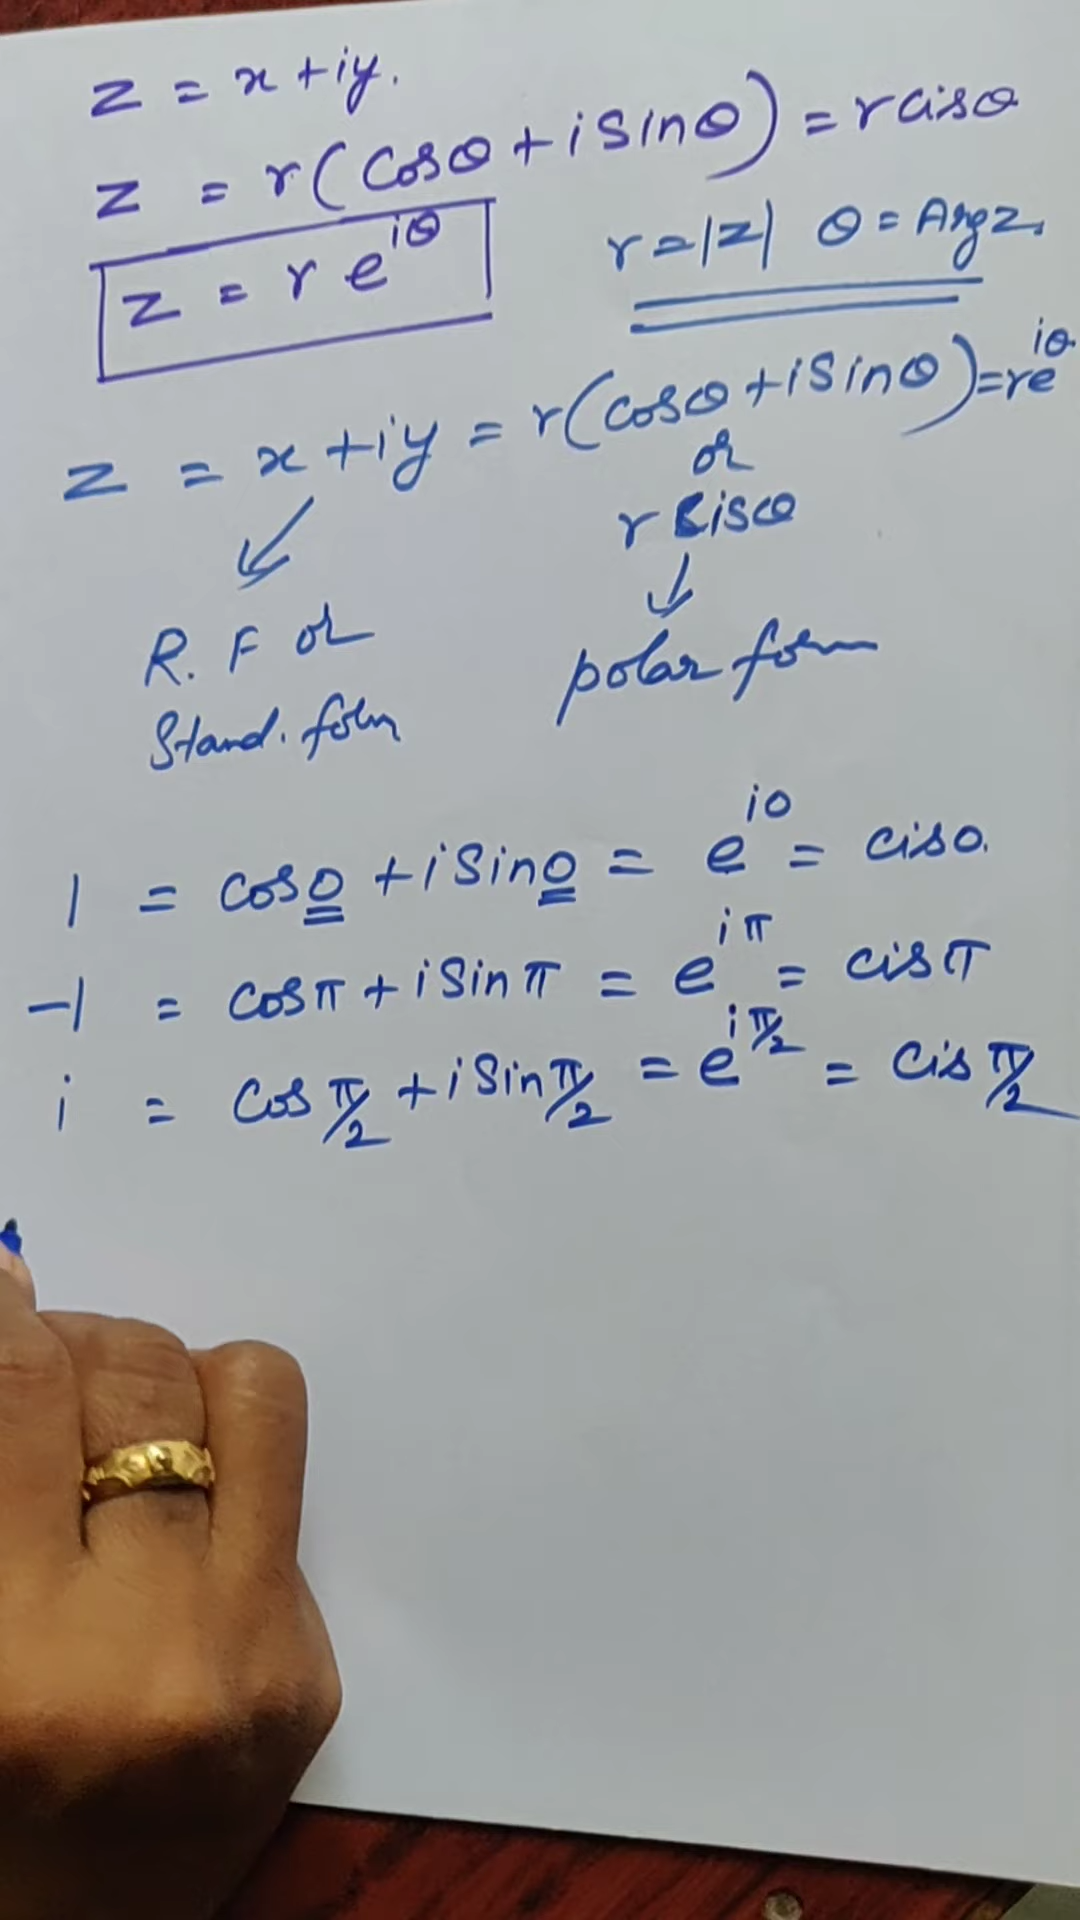 z = x + iy.
z = r(cosθ + i sinθ) = r cisθ
z = r e^{iθ}
r = |z| θ = Arg z.
z = x + iy = r(cosθ + i sinθ) = re^{iθ}
or
r cisθ
R. F or
Stand. form
polar form
1 = cos0 + i sin0 = e^{i0} = cis0.
-1 = cosπ + i sinπ = e^{iπ} = cisπ
i = cos π/2 + i sin π/2 = e^{iπ/2} = cis π/2